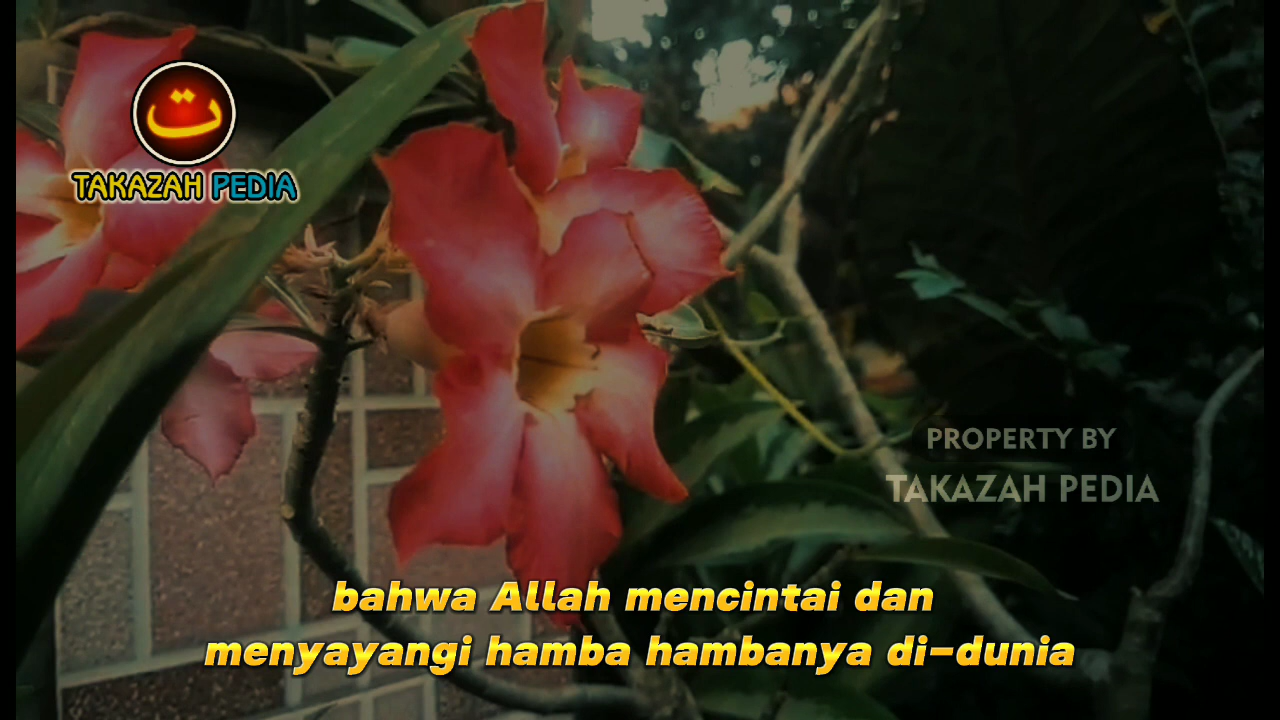 ت
TAKAZAH PEDIA
PROPERTY BY
TAKAZAH PEDIA
bahwa Allah mencintai dan
menyayangi hamba hambanya di-dunia